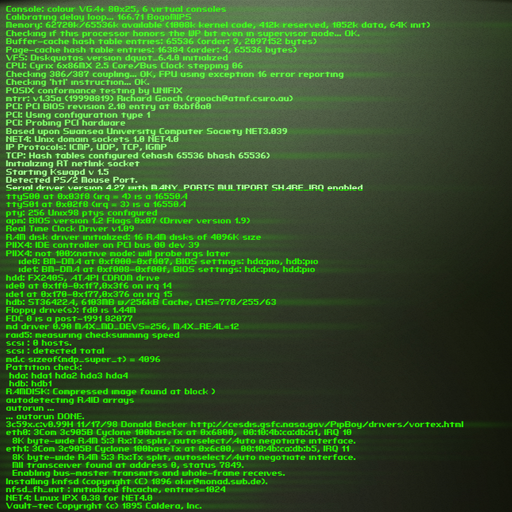 Console: colour VGA+ 80x25, 6 virtual consoles
Calibrating delay loop... 166.71 BogoMIPS
Memory: 62728k/65536k available (1008k kernel code, 412k reserved, 1052k data, 64K init)
Checking if this processor honors the WP bit even in supervisor mode... OK.
Buffer-cache hash table entries: 65536 (order: 9, 2097152 bytes)
Page-cache hash table entries: 16384 (order: 4, 65536 bytes)
VFS: Diskvatus version dquot_6.4.0 initialized
CPU: Cyrix 6x86MX 2.5 Core/Bus Clock stepping 06
Checking 386/387 coupling... OK, FPU using exception 16 error reporting
Checking 'htl' instruction... OK.
POSIX conformance testing by UNIFIX
mtrr: v1.35a (19990819) Richard Gooch (rgooch@atnf.csiro.au)
PCI: PCI BIOS revision 2.10 entry at 0xbf0a0
PCI: Using configuration type 1
PCI: Probing PCI hardware
Based upon Swansea University Computer Society NET3.039
NET4: Unix domain sockets 1.0 NET4.0
IP Protocols: ICMP, UDP, TCP, IGMP
TCP: Hash tables configured (ehash 65536 bhash 65536)
Initializing RT netlink socket
Starting Kswapd v 1.5
Detected PS/2 Mouse Port.
Serial driver version 4.27 with MANY_PORTS MULTIPORT SHARE_IRQ enabled
ttyS00 at 0x03f8 (irq = 4) is a 16550A
ttyS01 at 0x02f8 (irq = 3) is a 16550A
pty: 256 Unix98 ptys configured
apm: BIOS version 1.2 Flags 0x07 (Driver version 1.9)
Real Time Clock Driver v1.09
RAM disk driver initialized: 16 RAM disks of 4096K size
PIIX4: IDE controller on PCI bus 00 dev 39
PIIX4: not 100%native mode: will probe irqs later
ide0: BM-DMA at 0xf000-0xf007, BIOS settings: hda:pio, hdb:pio
ide1: BM-DMA at 0xf008-0xf00f, BIOS settings: hdc:pio, hdd:pio
hdd: FX240S, ATAPI CDROM drive
ide0 at 0x1f0-0x1f7,0x3f6 on irq 14
ide1 at 0x170-0x177,0x376 on irq 15
hdb: ST36422A, 6103MB w/256kB Cache, CHS=778/255/63
Floppy drive(s): fd0 is 1.44M
FDC 0 is a post-1991 82077
md driver 0.90 MAX_MD_DEVS=256, MAX_REAL=12
raid5: measuring checksumming speed
scsi : 0 hosts.
scsi : detected total
md.c sizeof(mdp_super_t) = 4096
Pattition check:
hda: hda1 hda2 hda3 hda4
hdb: hdb1
RAMDISK: Compressed image found at block )
autodetecting RAID arrays
autorun ...
... autorun DONE.
3c59x.c:v0.99H 11/17/98 Donald Becker http://cesdis.gsfc.nasa.gov/PipBoy/drivers/vortex.html
eth0: 3Com 3c905B Cyclone 100baseTx at 0x6800, 00:10:4b:ca:db:a1, IRQ 10
8K byte-wide RAM 5:3 Rx:Tx splt, autoselect/Auto negotiate interface.
eth1: 3Com 3c905B Cyclone 100baseTx at 0x6c00, 00:10:4b:ca:db:b5, IRQ 11
8K byte-wide RAM 5:3 Rx:Tx splt, autoselect/Auto negotiate interface.
MII transceiver found at address 0, status 7849.
Enabling bus-master transmits and whole-frame receives.
Installing knfsd (copyright (C) 1896 okr@monad.swb.de).
nfsd_fh_init : initialized fhcache, entries=1024
NET4: Linux IPX 0.38 for NET4.0
Vault-tec Copyright (c) 1895 Caldera, Inc.